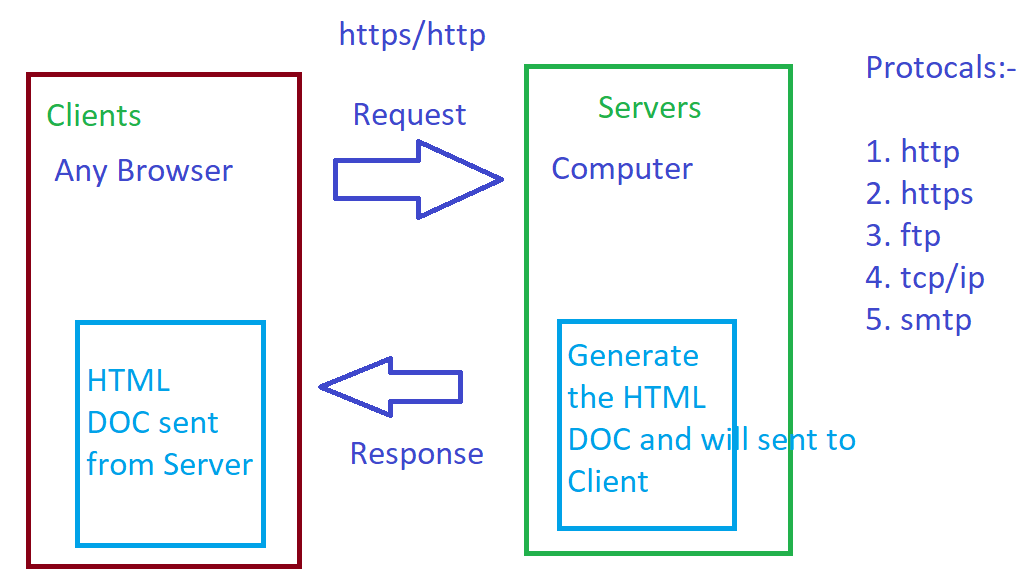 https/http
Clients
Any Browser
Request
Servers
Computer
Protocals:-
1. http
2. https
3. ftp
4. tcp/ip
5. smtp
HTML
DOC sent
from Server
Response
Generate
the HTML
DOC and will sent to
Client